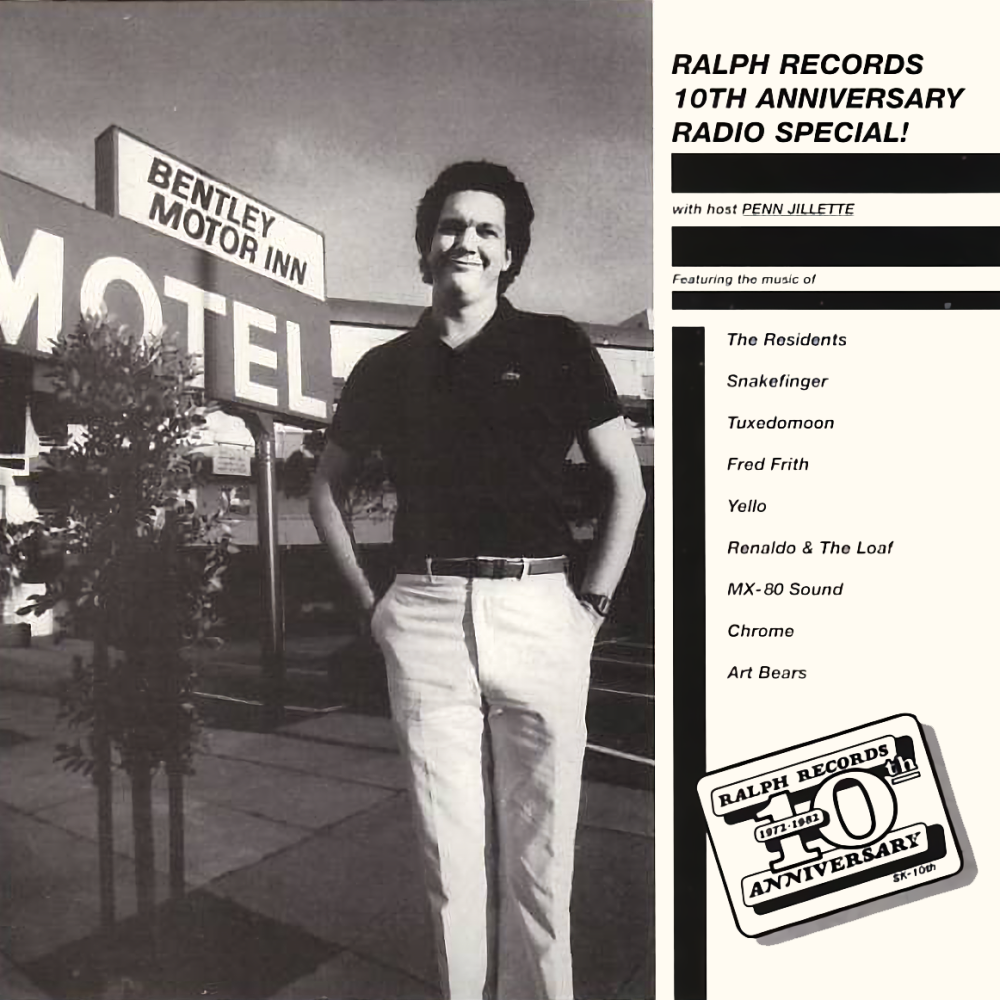 BENTLEY
MOTOR INN
MOTEL
RALPH RECORDS
10TH ANNIVERSARY
RADIO SPECIAL!
with host PENN JILLETTE
Featuring the music of
The Residents
Snakefinger
Tuxedomoon
Fred Frith
Yello
Renaldo & The Loaf
MX-80 Sound
Chrome
Art Bears
RALPH RECORDS
10th
1972-1982
ANNIVERSARY
SK-10th